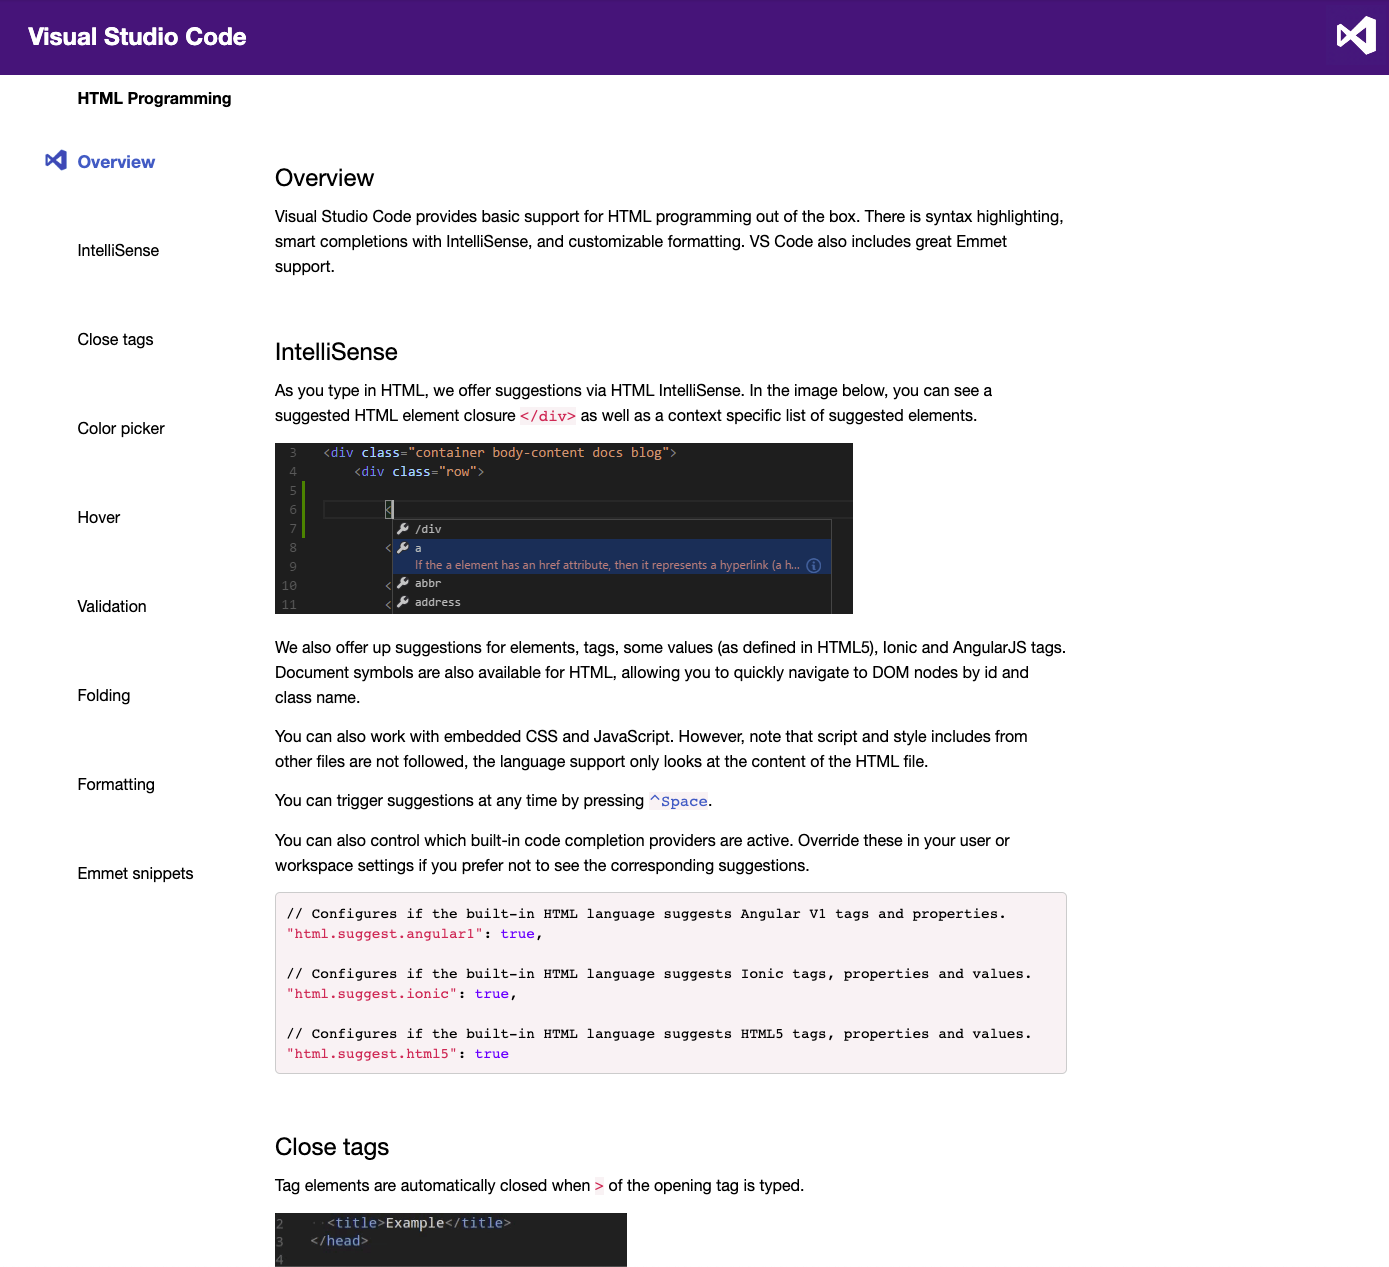 Visual Studio Code
HTML Programming
Overview
IntelliSense
Close tags
Color picker
Hover
Validation
Folding
Formatting
Emmet snippets
Overview
Visual Studio Code provides basic support for HTML programming out of the box. There is syntax highlighting,
smart completions with IntelliSense, and customizable formatting. VS Code also includes great Emmet
support.
IntelliSense
As you type in HTML, we offer suggestions via HTML IntelliSense. In the image below, you can see a
suggested HTML element closure </div> as well as a context specific list of suggested elements.
3 <div class="container body-content docs blog">
4 <div class="row">
5
6 <
7 /div
8 < a
9 If the a element has an href attribute, then it represents a hyperlink (a h...
10 < abbr
11 < address
We also offer up suggestions for elements, tags, some values (as defined in HTML5), Ionic and AngularJS tags.
Document symbols are also available for HTML, allowing you to quickly navigate to DOM nodes by id and
class name.
You can also work with embedded CSS and JavaScript. However, note that script and style includes from
other files are not followed, the language support only looks at the content of the HTML file.
You can trigger suggestions at any time by pressing ^Space.
You can also control which built-in code completion providers are active. Override these in your user or
workspace settings if you prefer not to see the corresponding suggestions.
// Configures if the built-in HTML language suggests Angular V1 tags and properties.
"html.suggest.angular1": true,
// Configures if the built-in HTML language suggests Ionic tags, properties and values.
"html.suggest.ionic": true,
// Configures if the built-in HTML language suggests HTML5 tags, properties and values.
"html.suggest.html5": true
Close tags
Tag elements are automatically closed when > of the opening tag is typed.
2 <title>Example</title>
3 </head>
4